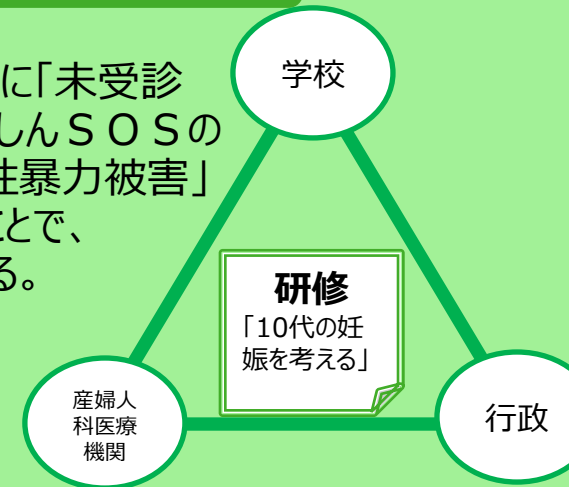 に「未受診
しんＳＯＳの
性暴力被害」
ことで、
る。
学校
研修
「10代の妊
娠を考える」
産婦人
科医療
機関
行政